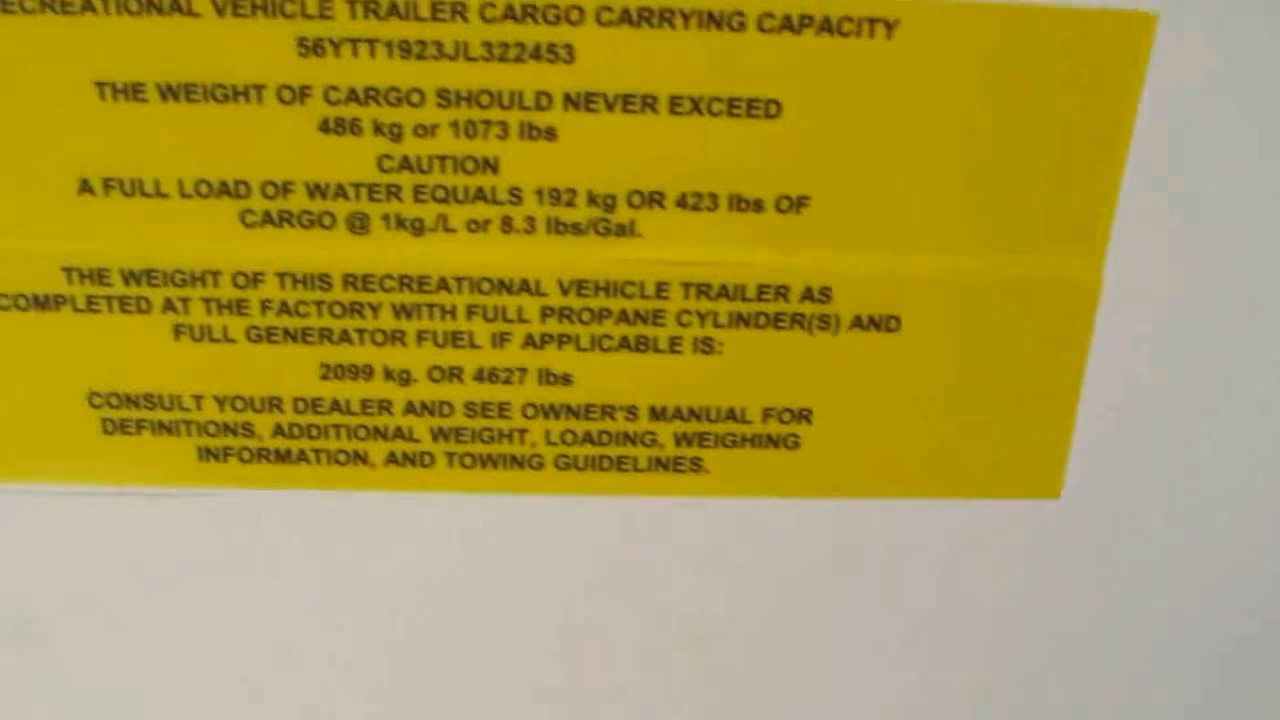 ECREATIONAL VEHICLE TRAILER CARGO CARRYING CAPACITY
56YTT1923JL322453
THE WEIGHT OF CARGO SHOULD NEVER EXCEED
486 kg or 1073 lbs
CAUTION
A FULL LOAD OF WATER EQUALS 192 kg OR 423 lbs OF
CARGO @ 1kg./L or 8.3 lbs/Gal.
THE WEIGHT OF THIS RECREATIONAL VEHICLE TRAILER AS
COMPLETED AT THE FACTORY WITH FULL PROPANE CYLINDER(S) AND
FULL GENERATOR FUEL IF APPLICABLE IS:
2099 kg. OR 4627 lbs
CONSULT YOUR DEALER AND SEE OWNER'S MANUAL FOR
DEFINITIONS, ADDITIONAL WEIGHT, LOADING, WEIGHING
INFORMATION, AND TOWING GUIDELINES.